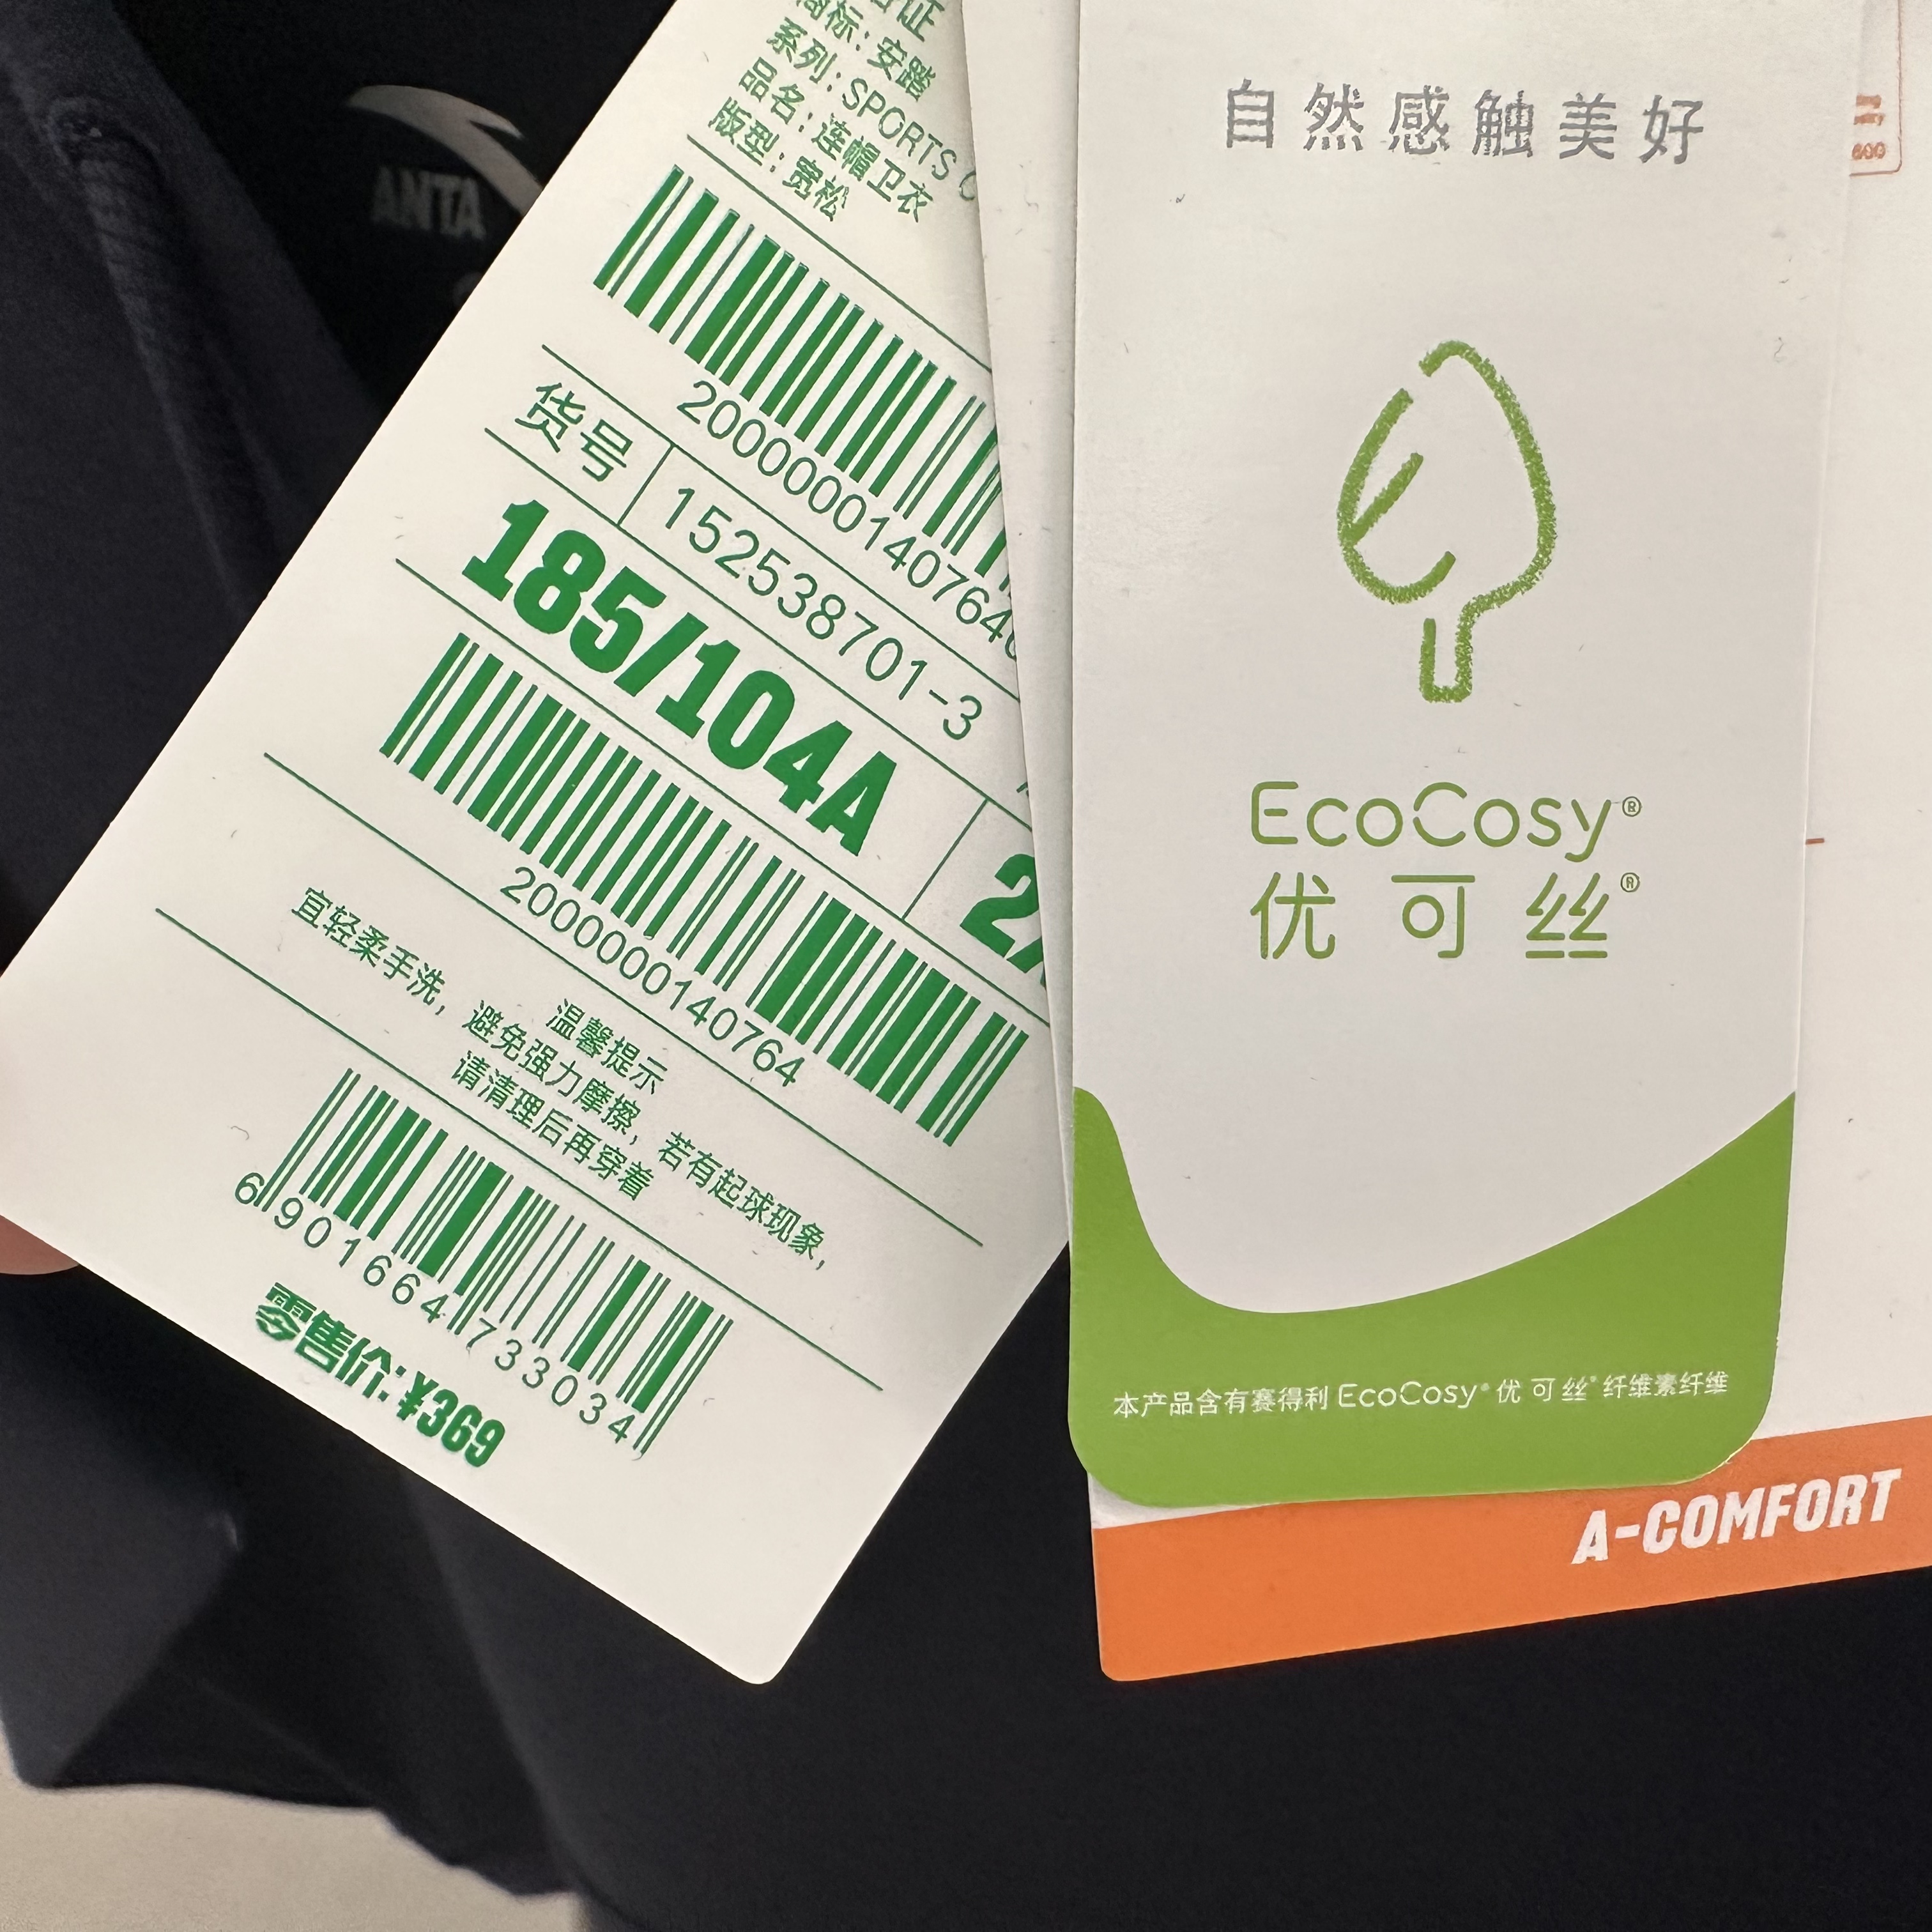 ANTA
合证
商标：安踏
系列：SPORTS
品名：连帽卫衣
版型：宽松
200000014076
货号
152538701-3
185/104A
2000000140764
温馨提示
宜轻柔手洗，避免强力摩擦，若有起球现象，
请清理后再穿着
6901664733034
零售价：¥369
自然感触美好
EcoCosy®
优可丝®
本产品含有赛得利 EcoCosy®优可丝®纤维素纤维
A-COMFORT